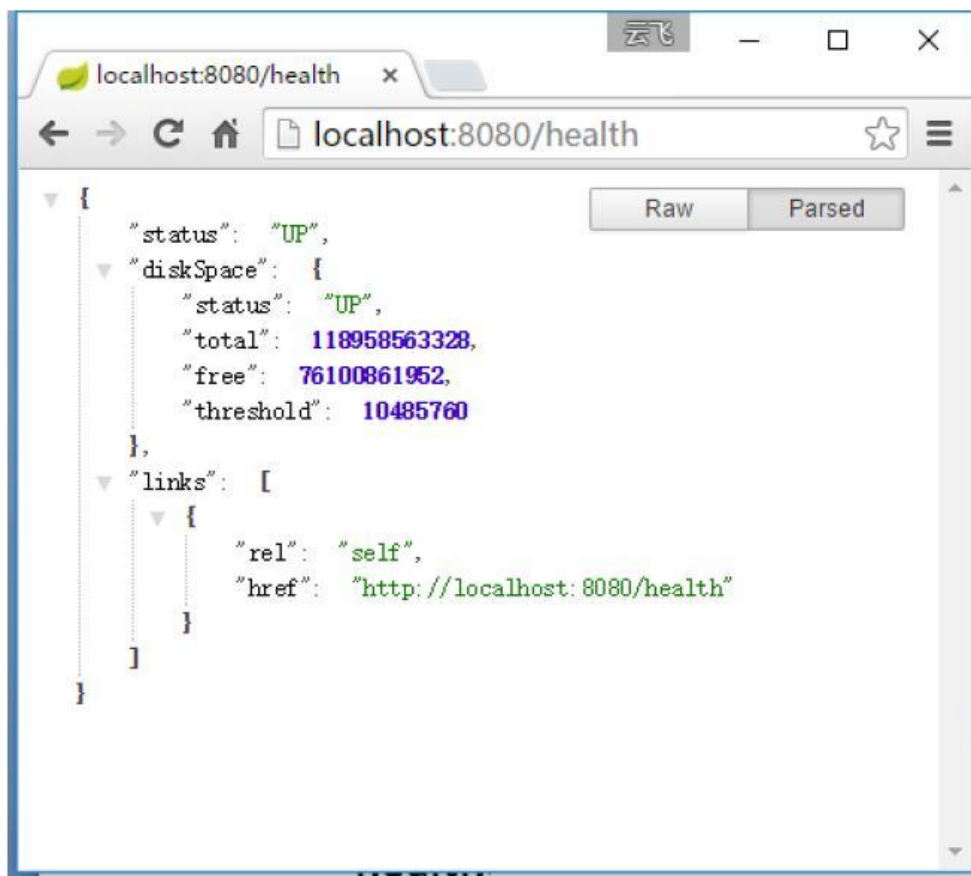 云飞
localhost:8080/health
localhost:8080/health
Raw Parsed
{
"status": "UP",
"diskSpace": {
"status": "UP",
"total": 118958563328,
"free": 76100861952,
"threshold": 10485760
},
"links": [
{
"rel": "self",
"href": "http://localhost:8080/health"
}
]
}